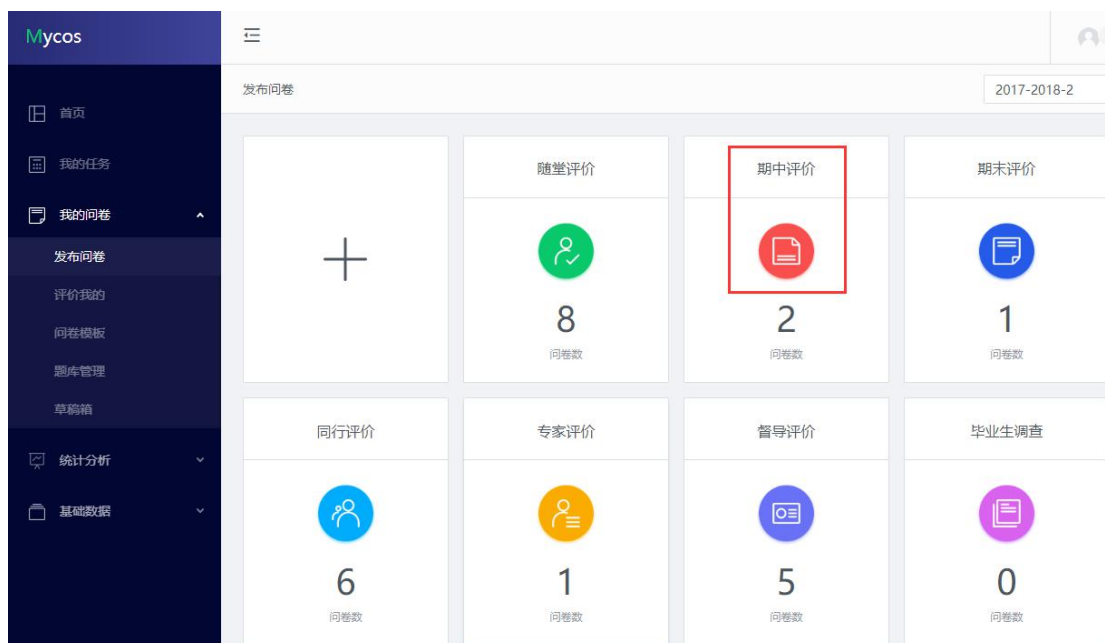 Mycos
首页
我的任务
我的问卷
发布问卷
评价我的
问卷模板
题库管理
草稿箱
统计分析
基础数据
发布问卷
2017-2018-2
随堂评价
8
问卷数
期中评价
2
问卷数
期末评价
1
问卷数
同行评价
6
问卷数
专家评价
1
问卷数
督导评价
5
问卷数
毕业生调查
0
问卷数